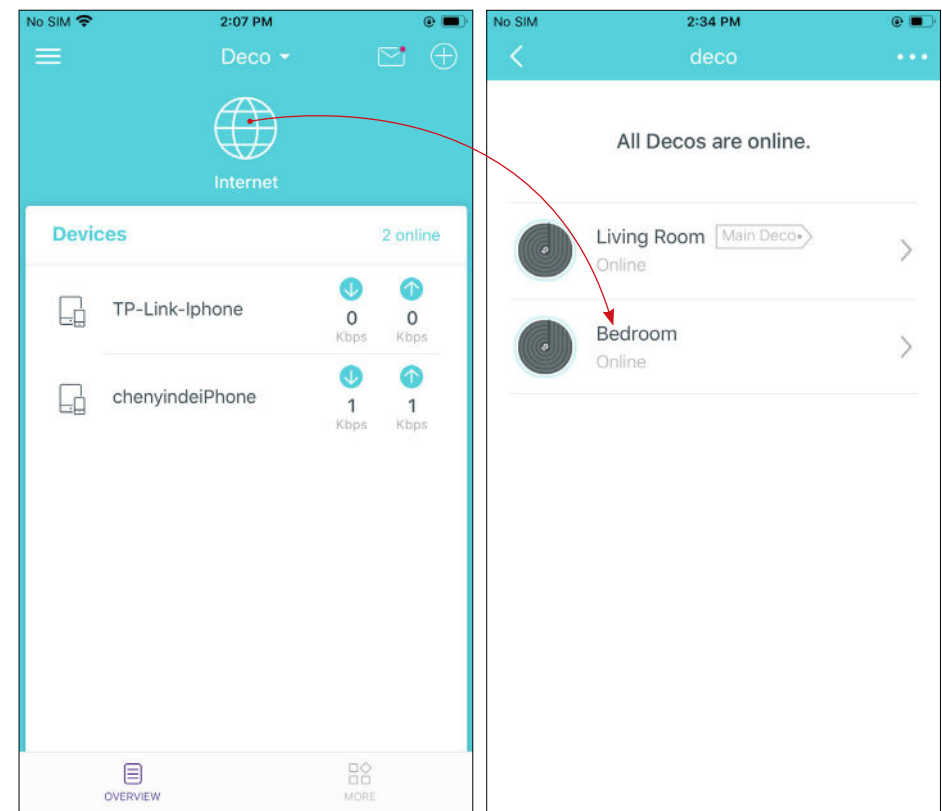 No SIM 2:07 PM
Deco
Internet
Devices 2 online
TP-Link-Iphone
0 0
Kbps Kbps
chenyindeiPhone
1 1
Kbps Kbps
OVERVIEW MORE
No SIM 2:34 PM
deco
All Decos are online.
Living Room Main Deco
Online
Bedroom
Online